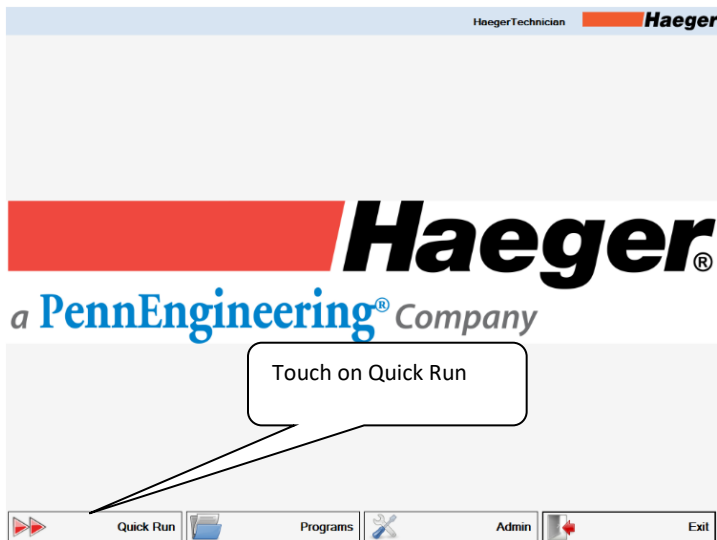 HaegerTechnician Haeger
Haeger®
a PennEngineering® Company
Touch on Quick Run
Quick Run Programs Admin Exit